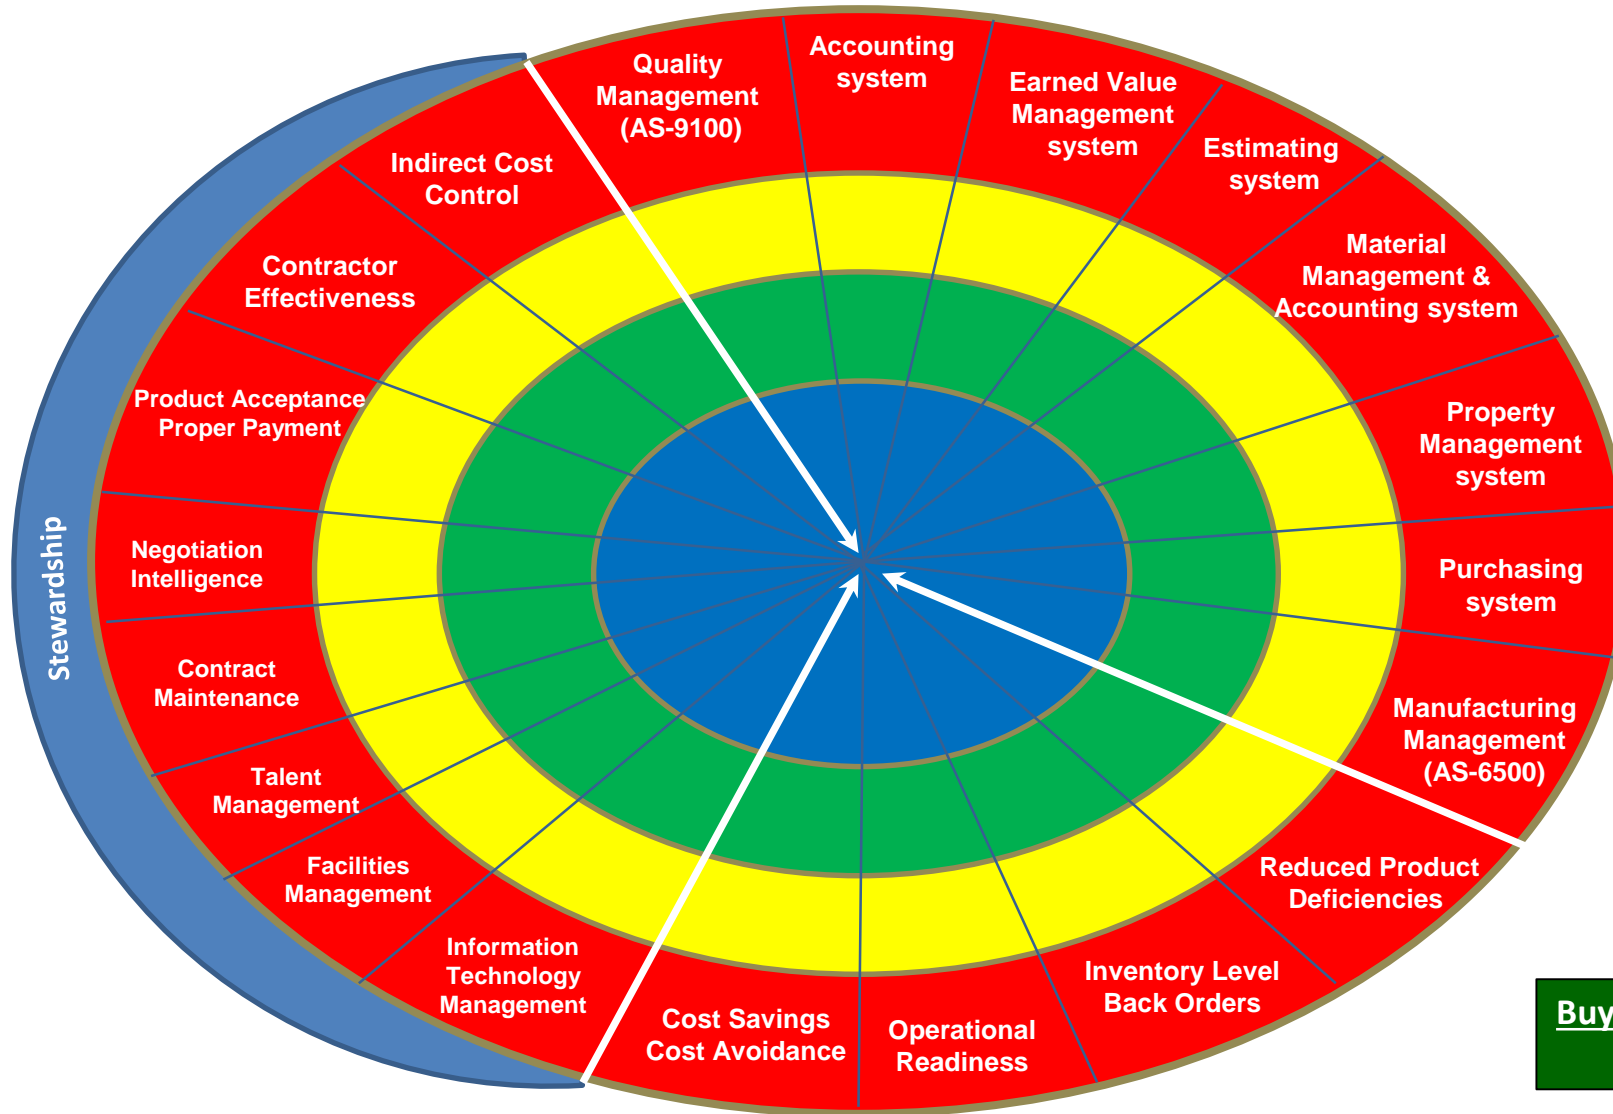 Quality
Management
(AS-9100)
Accounting
system
Earned Value
Management
system
Estimating
system
Material
Management &
Accounting system
Property
Management
system
Purchasing
system
Manufacturing
Management
(AS-6500)
Reduced Product
Deficiencies
Inventory Level
Back Orders
Operational
Readiness
Cost Savings
Cost Avoidance
Information
Technology
Management
Facilities
Management
Talent
Management
Contract
Maintenance
Negotiation
Intelligence
Product Acceptance
Proper Payment
Contractor
Effectiveness
Indirect Cost
Control
Stewardship
Buy